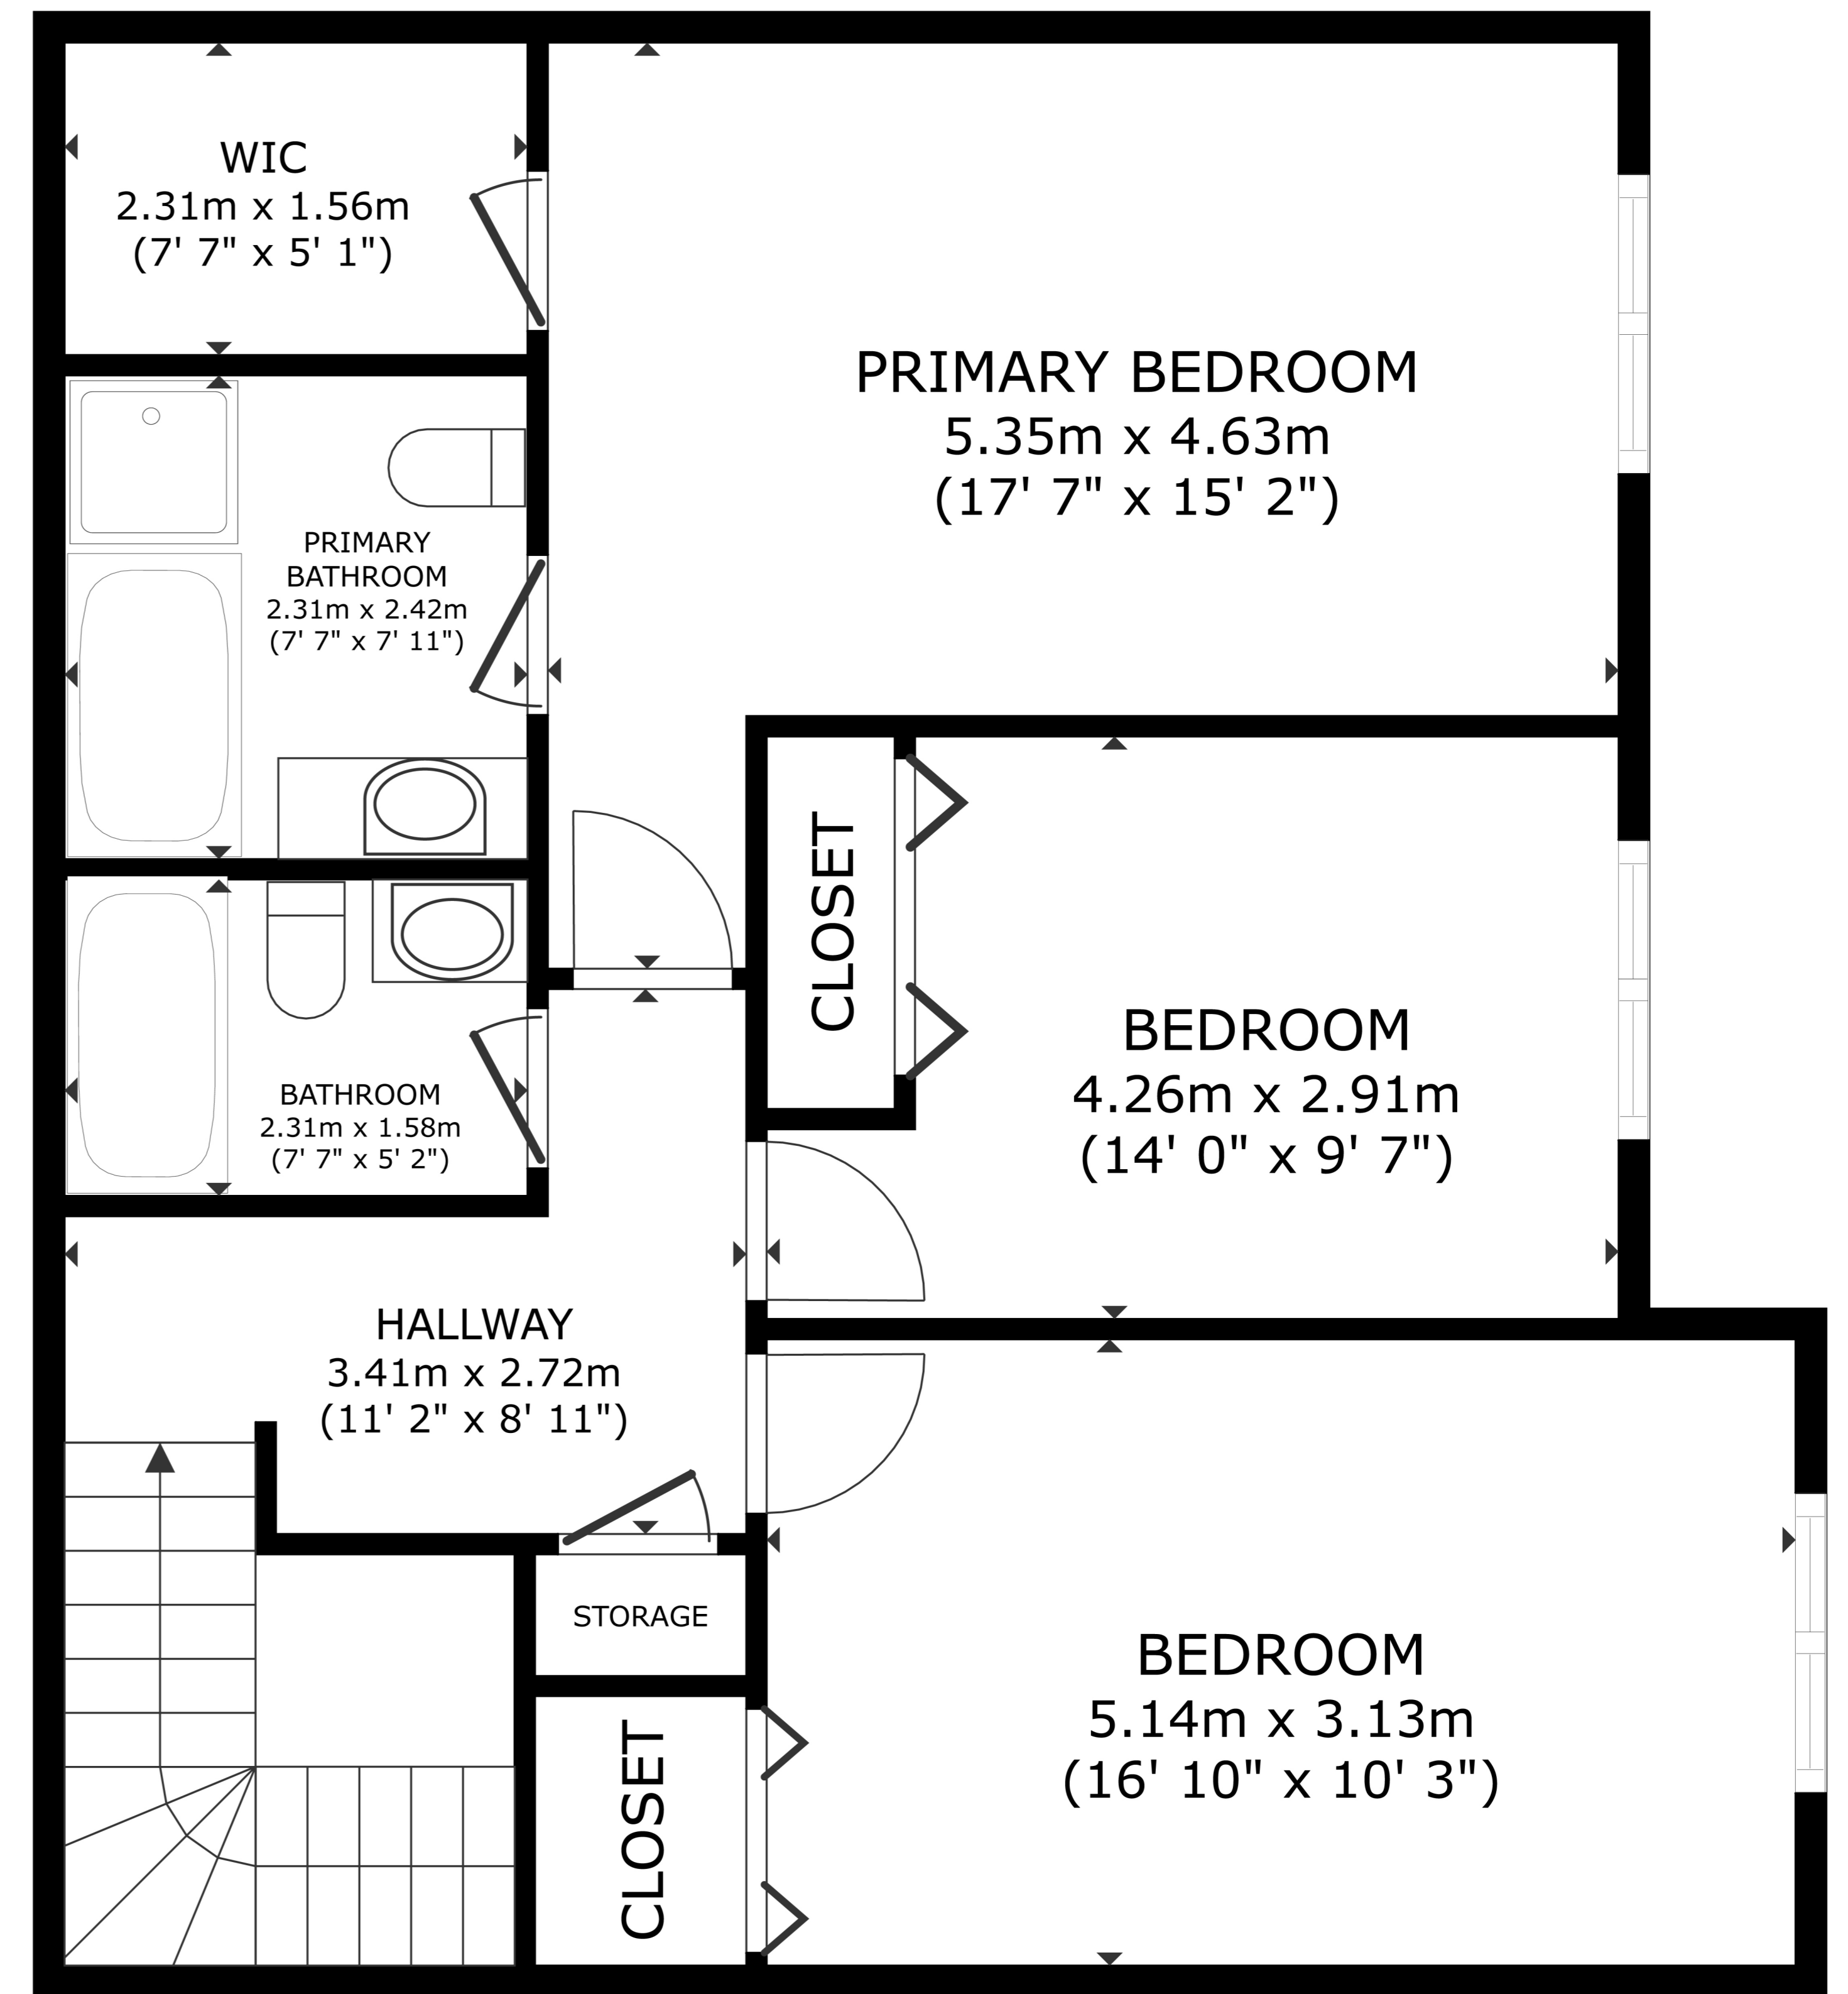 WIC
2.31m x 1.56m
(7' 7" x 5' 1")
PRIMARY BEDROOM
5.35m x 4.63m
(17' 7" x 15' 2")
PRIMARY
BATHROOM
2.31m x 2.42m
(7' 7" x 7' 11")
CLOSET
BEDROOM
4.26m x 2.91m
(14' 0" x 9' 7")
BATHROOM
2.31m x 1.58m
(7' 7" x 5' 2")
HALLWAY
3.41m x 2.72m
(11' 2" x 8' 11")
STORAGE
CLOSET
BEDROOM
5.14m x 3.13m
(16' 10" x 10' 3")